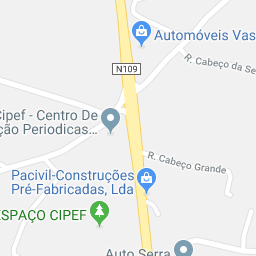 Automóveis Vas
N109
R. Cabeço da Se
Cipef - Centro De
ção Periodicas...
R. Cabeço Grande
Pacivil-Construções
Pré-Fabricadas, Lda
ESPAÇO CIPEF
Auto Serra